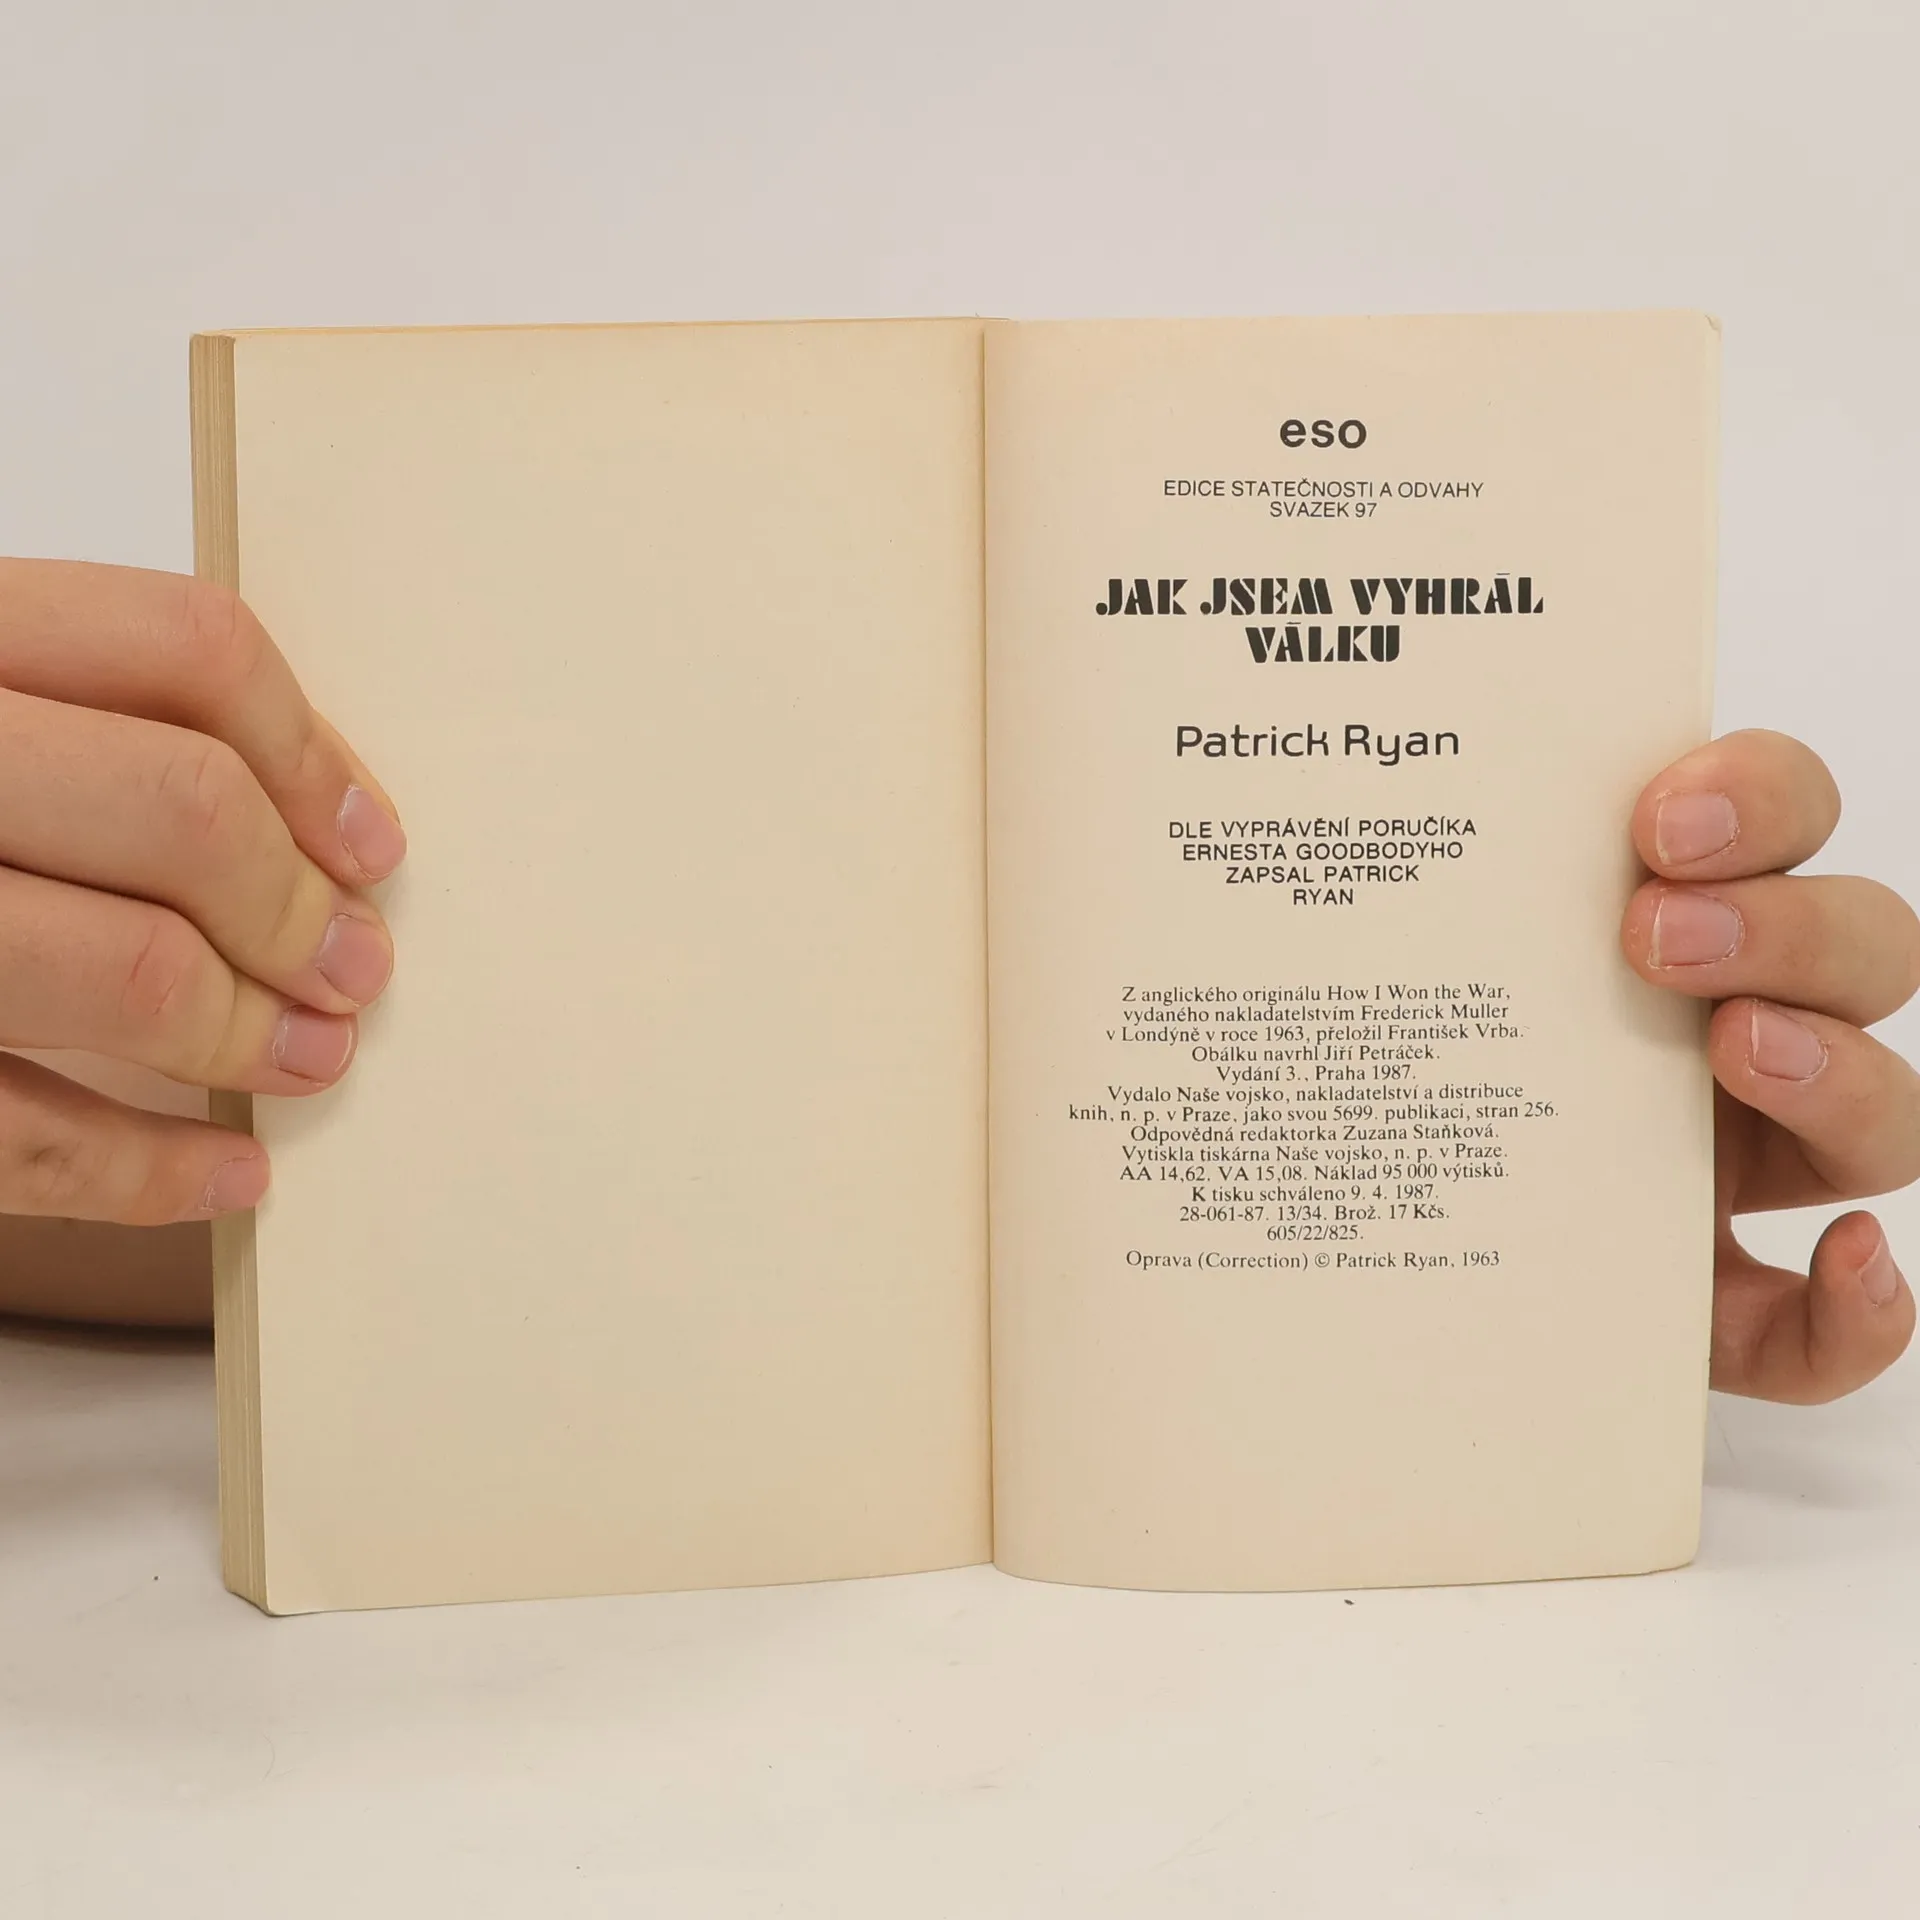 eso
EDICE STATEČNOSTI A ODVAHY
SVAZEK 97
JAK JSEM VYHRÁL
VÁLKU
Patrick Ryan
DLE VYPRÁVĚNÍ PORUČÍKA
ERNESTA GOODBODYHO
ZAPSAL PATRICK
RYAN
Z anglického originálu How I Won the War,
vydaného nakladatelstvím Frederick Muller
v Londýně v roce 1963, přeložil František Vrba.
Obálku navrhl Jiří Petráček.
Vydání 3., Praha 1987.
Vydalo Naše vojsko, nakladatelství a distribuce
knih, n. p. v Praze, jako svou 5699. publikaci, stran 256.
Odpovědná redaktorka Zuzana Staňková.
Vytiskla tiskárna Naše vojsko, n. p. v Praze.
AA 14,62. VA 15,08. Náklad 95 000 výtisků.
K tisku schváleno 9. 4. 1987.
28-061-87. 13/34. Brož. 17 Kčs.
605/22/825.
Oprava (Correction) © Patrick Ryan, 1963